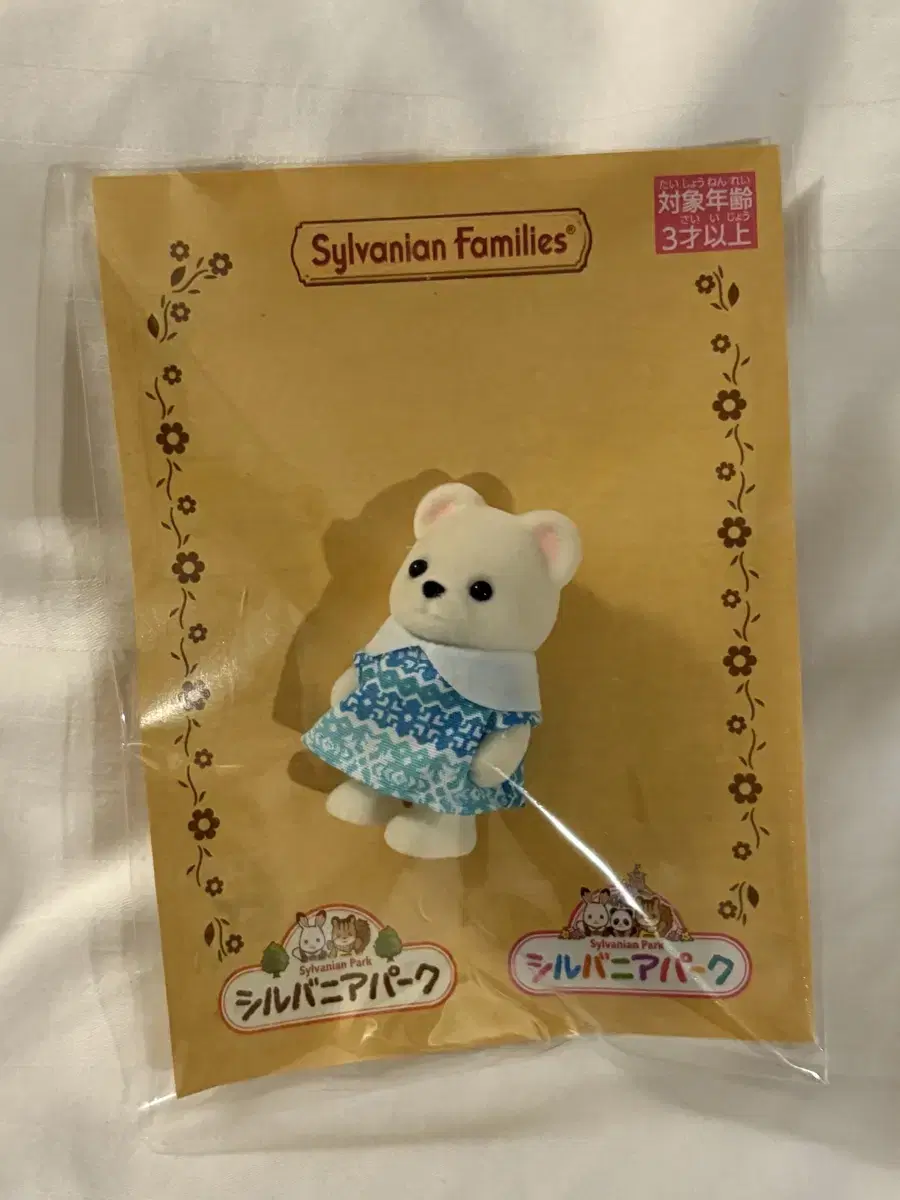 Sylvanian Families®
たいしょうねんれい
対象年齢
さいいじょう
3才以上
Sylvanian Park
シルバニアパーク
Sylvanian Park
シルバニアパーク